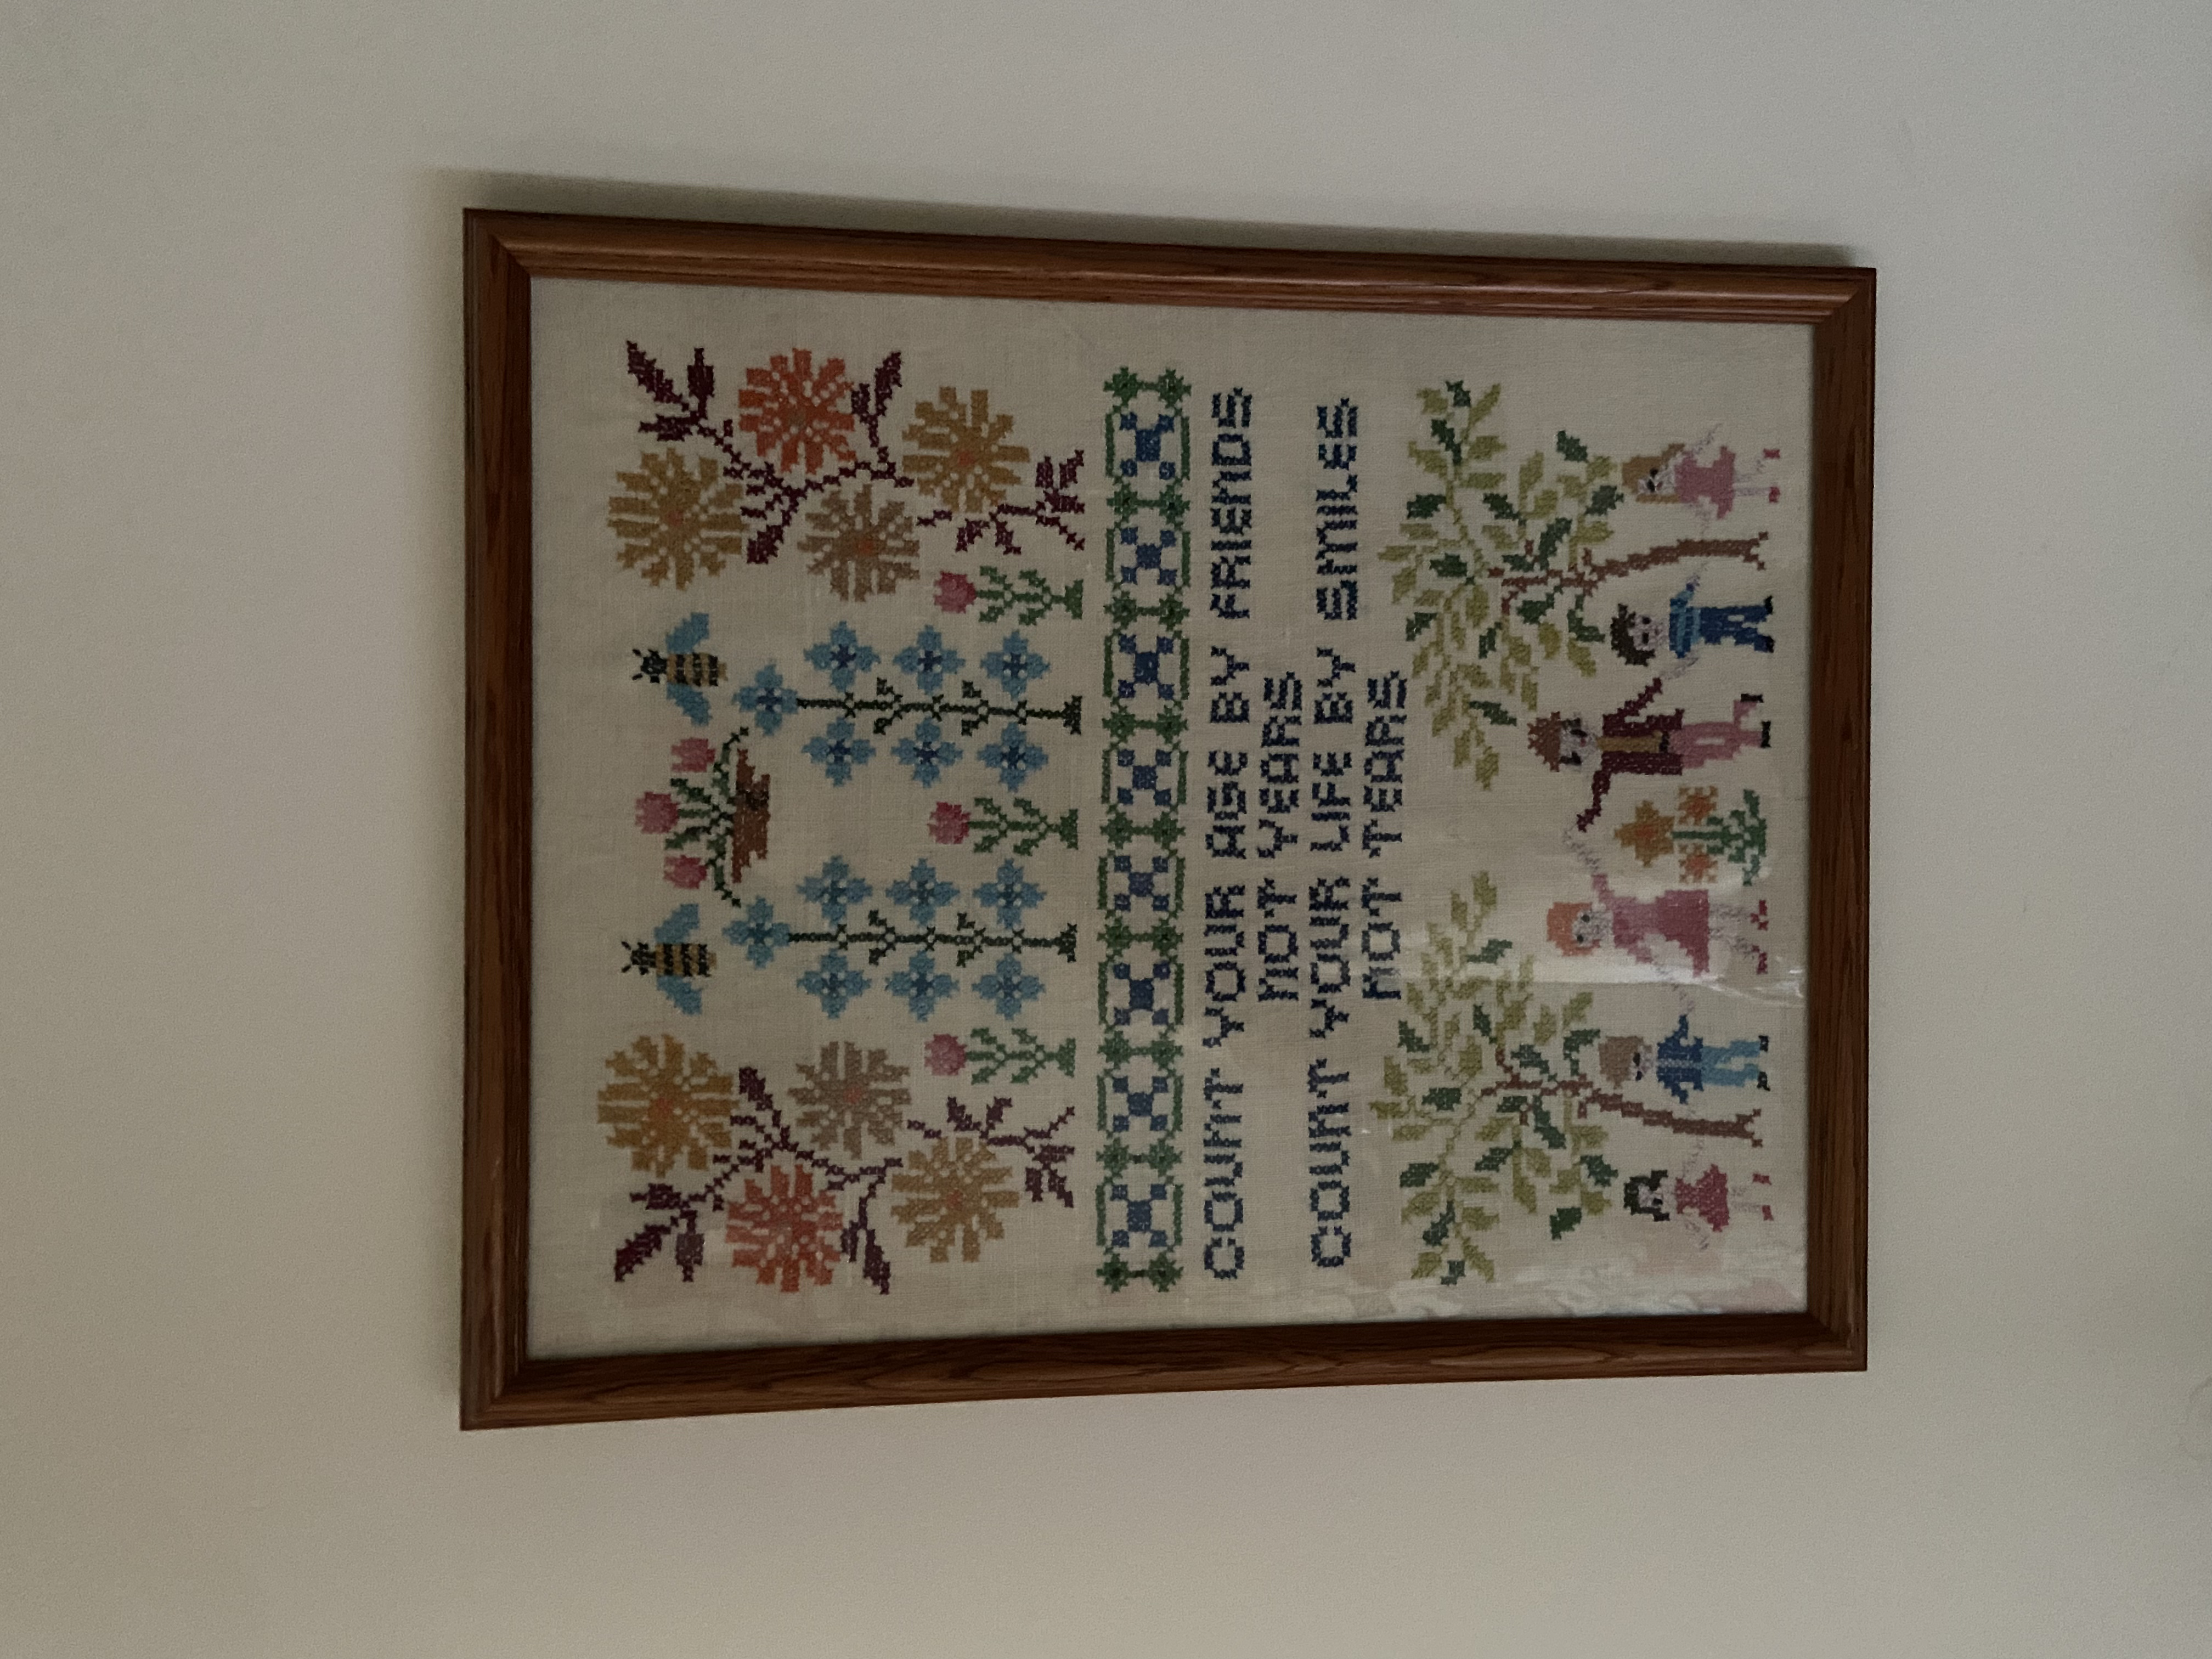 COUNT YOUR AGE BY FRIENDS
NOT YEARS
COUNT YOUR LIFE BY SMILES
NOT TEARS